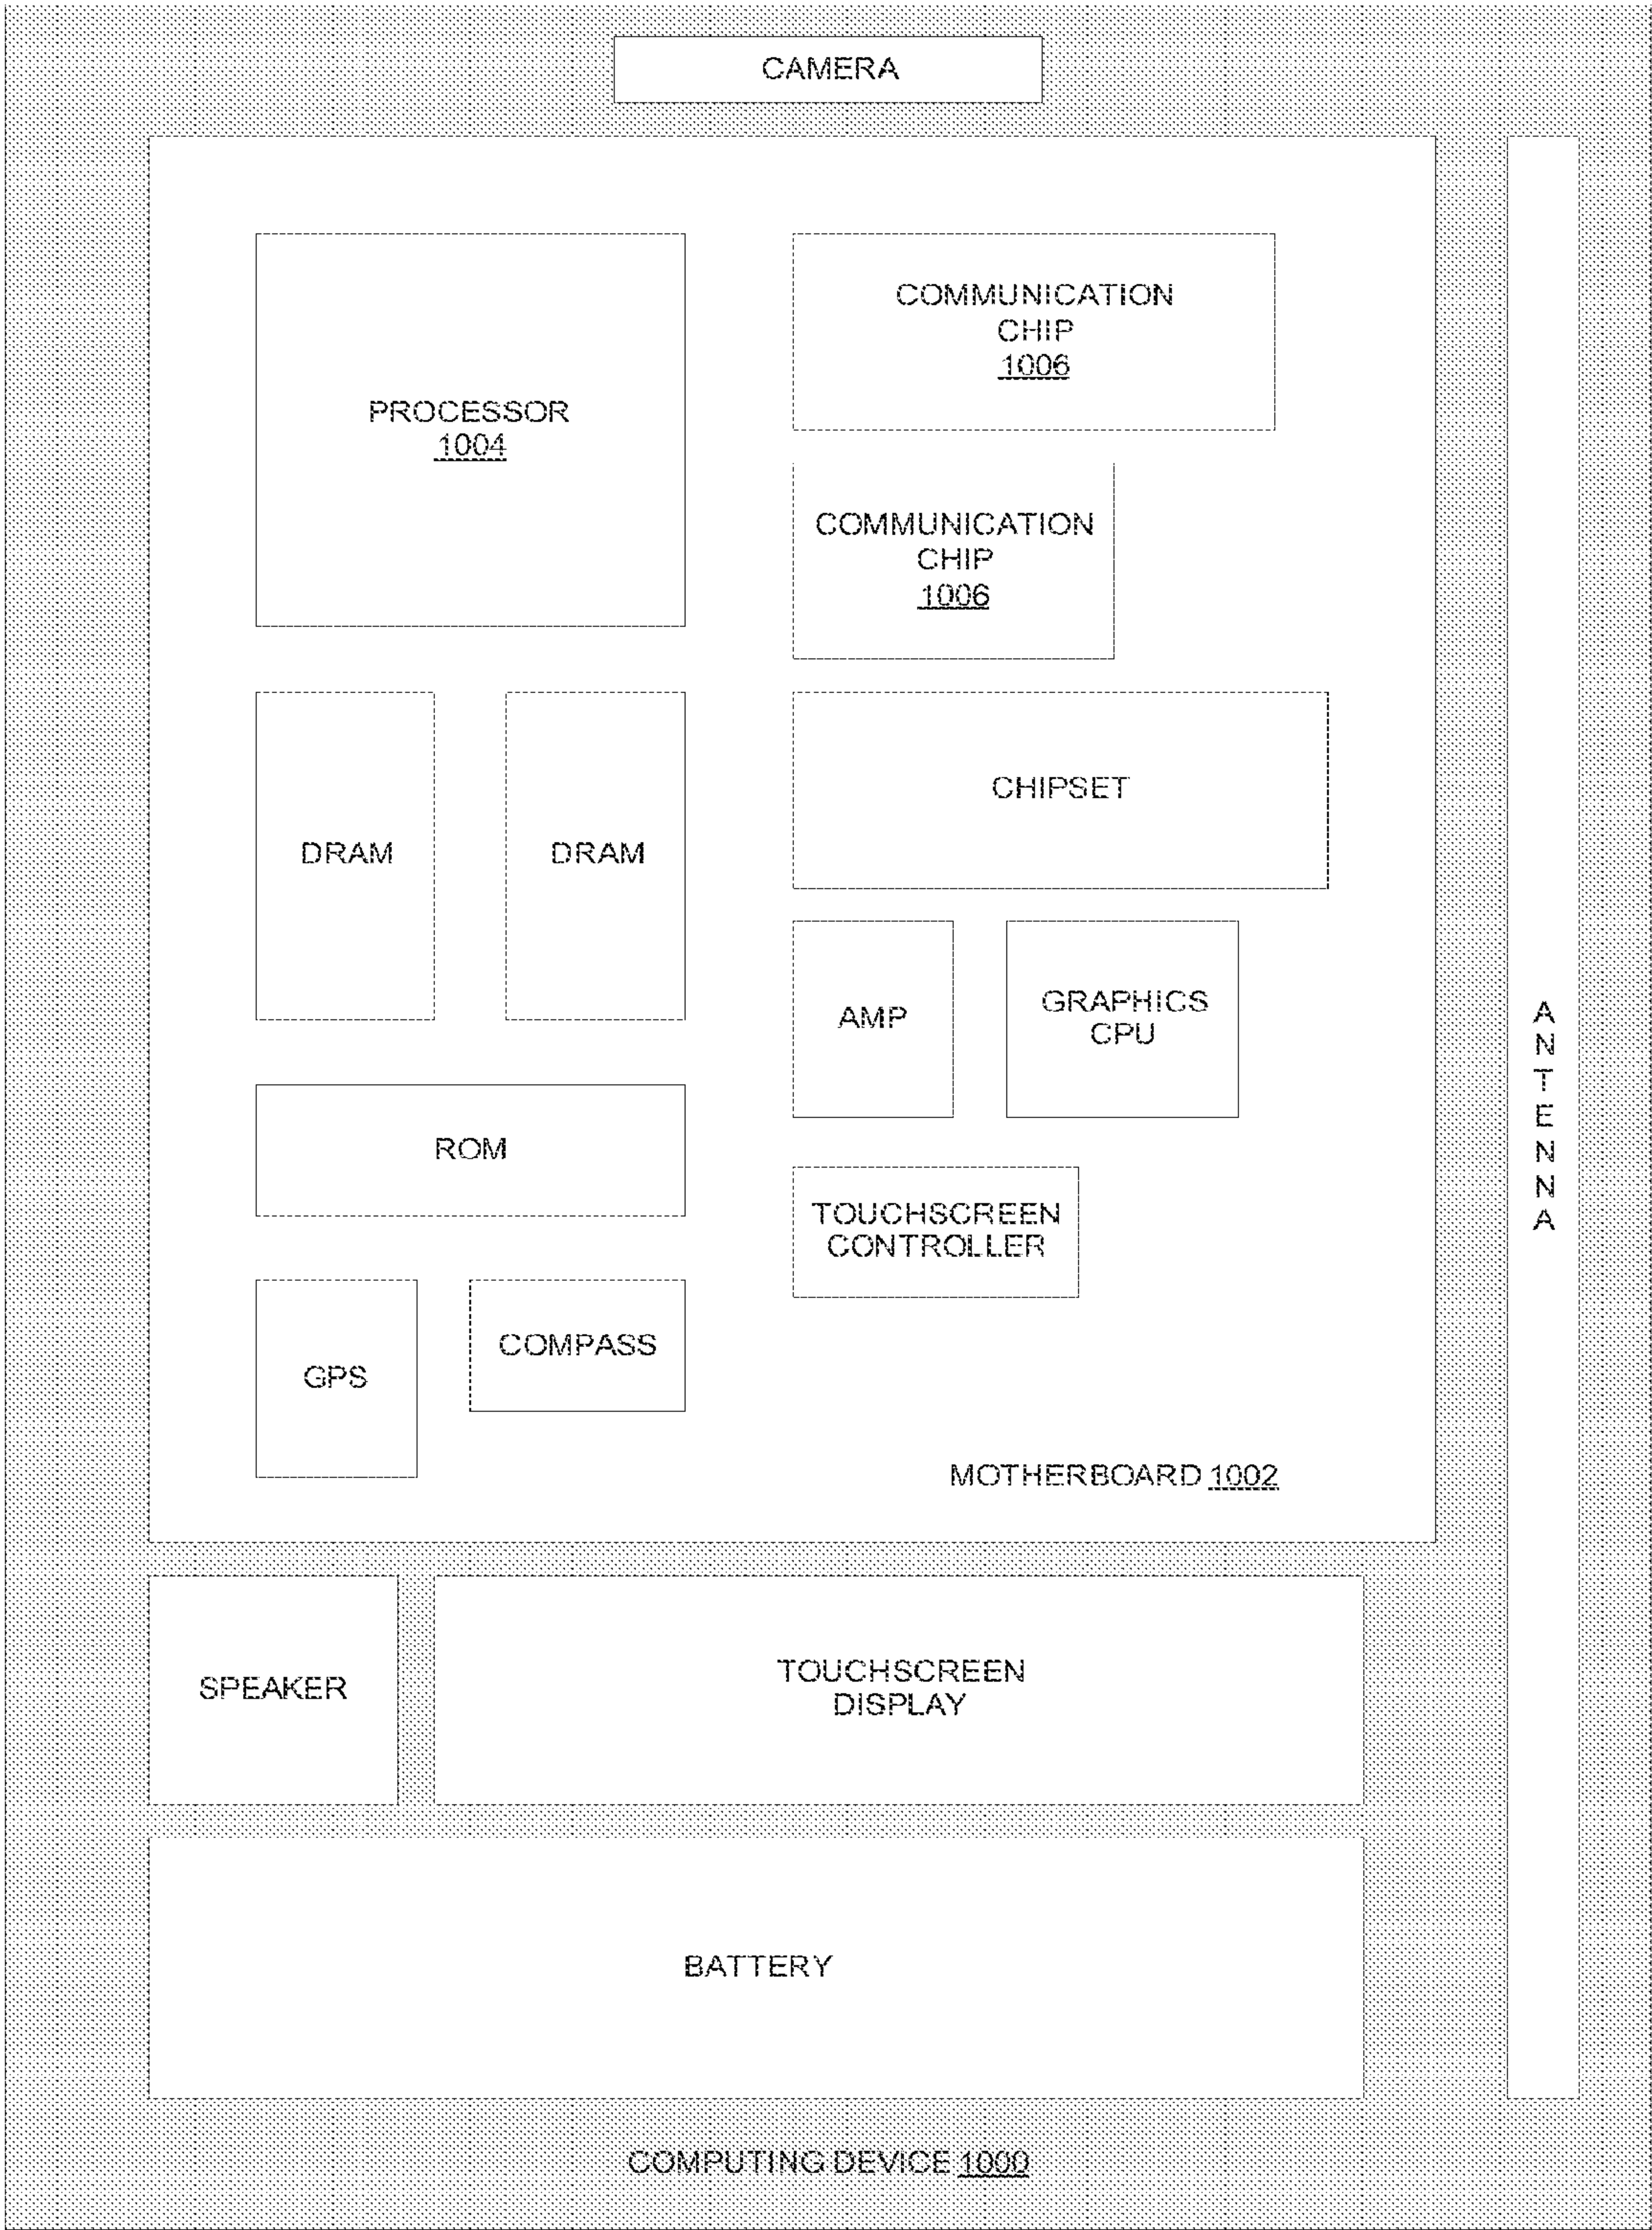 CAMERA
PROCESSOR
1004
COMMUNICATION
CHIP
1006
COMMUNICATION
CHIP
1006
DRAM
DRAM
CHIPSET
AMP
GRAPHICS
CPU
ROM
TOUCHSCREEN
CONTROLLER
GPS
COMPASS
MOTHERBOARD 1002
ANTENNA
SPEAKER
TOUCHSCREEN
DISPLAY
BATTERY
COMPUTING DEVICE 1000